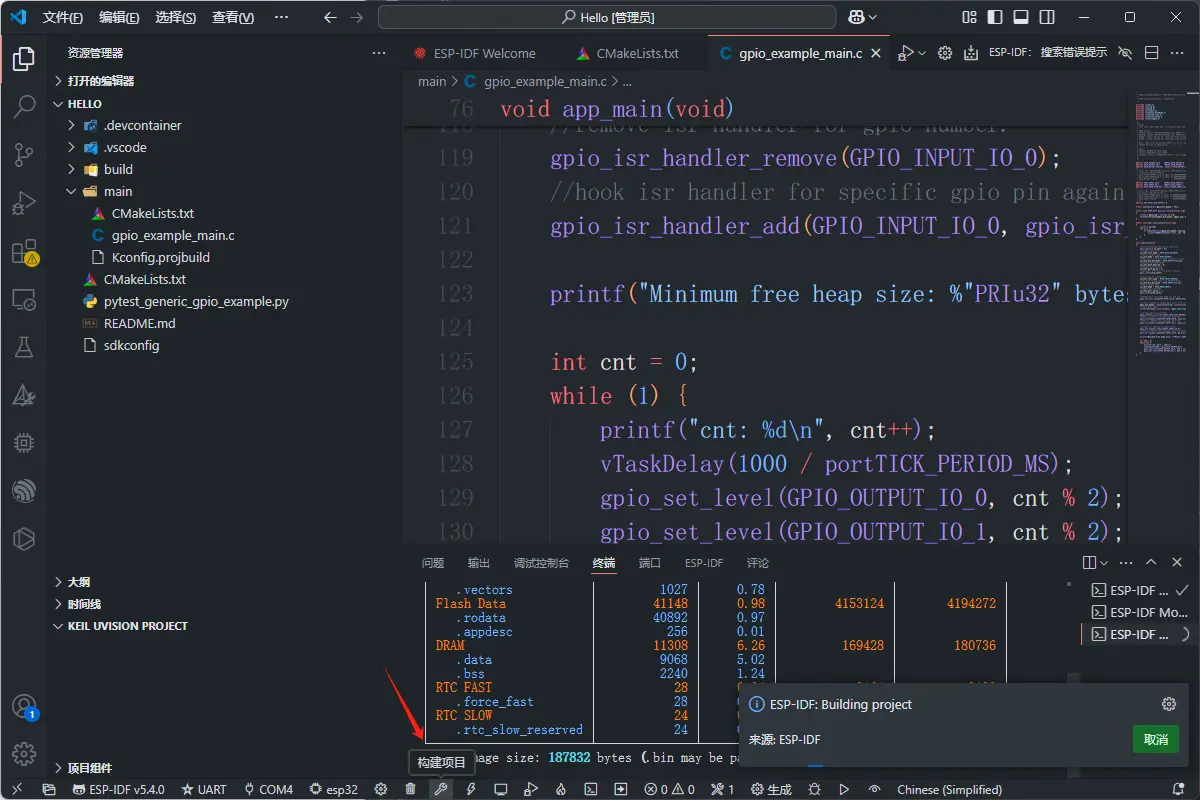 文件(F) 编辑(E) 选择(S) 查看(V) ··· Hello [管理员]
资源管理器
打开的编辑器
HELLO
.devcontainer
.vscode
build
main
CMakeLists.txt
gpio_example_main.c
Kconfig.projbuild
CMakeLists.txt
pytest_generic_gpio_example.py
README.md
sdkconfig
大纲
时间线
KEIL UVISION PROJECT
项目组件
ESP-IDF Welcome CMakeLists.txt gpio_example_main.c ESP-IDF: 搜索错误提示
main > gpio_example_main.c > ...
76 void app_main(void)
118 //remove isr handler for gpio number.
119 gpio_isr_handler_remove(GPIO_INPUT_IO_0);
120 //hook isr handler for specific gpio pin again
121 gpio_isr_handler_add(GPIO_INPUT_IO_0, gpio_isr_
122
123 printf("Minimum free heap size: %"PRIu32" byte
124
125 int cnt = 0;
126 while (1) {
127 printf("cnt: %d\n", cnt++);
128 vTaskDelay(1000 / portTICK_PERIOD_MS);
129 gpio_set_level(GPIO_OUTPUT_IO_0, cnt % 2);
130 gpio_set_level(GPIO_OUTPUT_IO_1, cnt % 2);
问题 输出 调试控制台 终端 端口 ESP-IDF 评论
.vectors 1027 0.78
Flash Data 41148 0.98 4153124 4194272
.rodata 40892 0.97
.appdesc 256 0.01
DRAM 11308 6.26 169428 180736
.data 9068 5.02
.bss 2240 1.24
RTC FAST 28
.force_fast 28
RTC SLOW 24
.rtc_slow_reserved 24
age size: 187832 bytes (.bin may be pa
ESP-IDF ...
ESP-IDF Mo...
ESP-IDF ...
ESP-IDF: Building project
来源: ESP-IDF
取消
构建项目
1
ESP-IDF v5.4.0 UART COM4 esp32 0 0 1 生成 Chinese (Simplified)